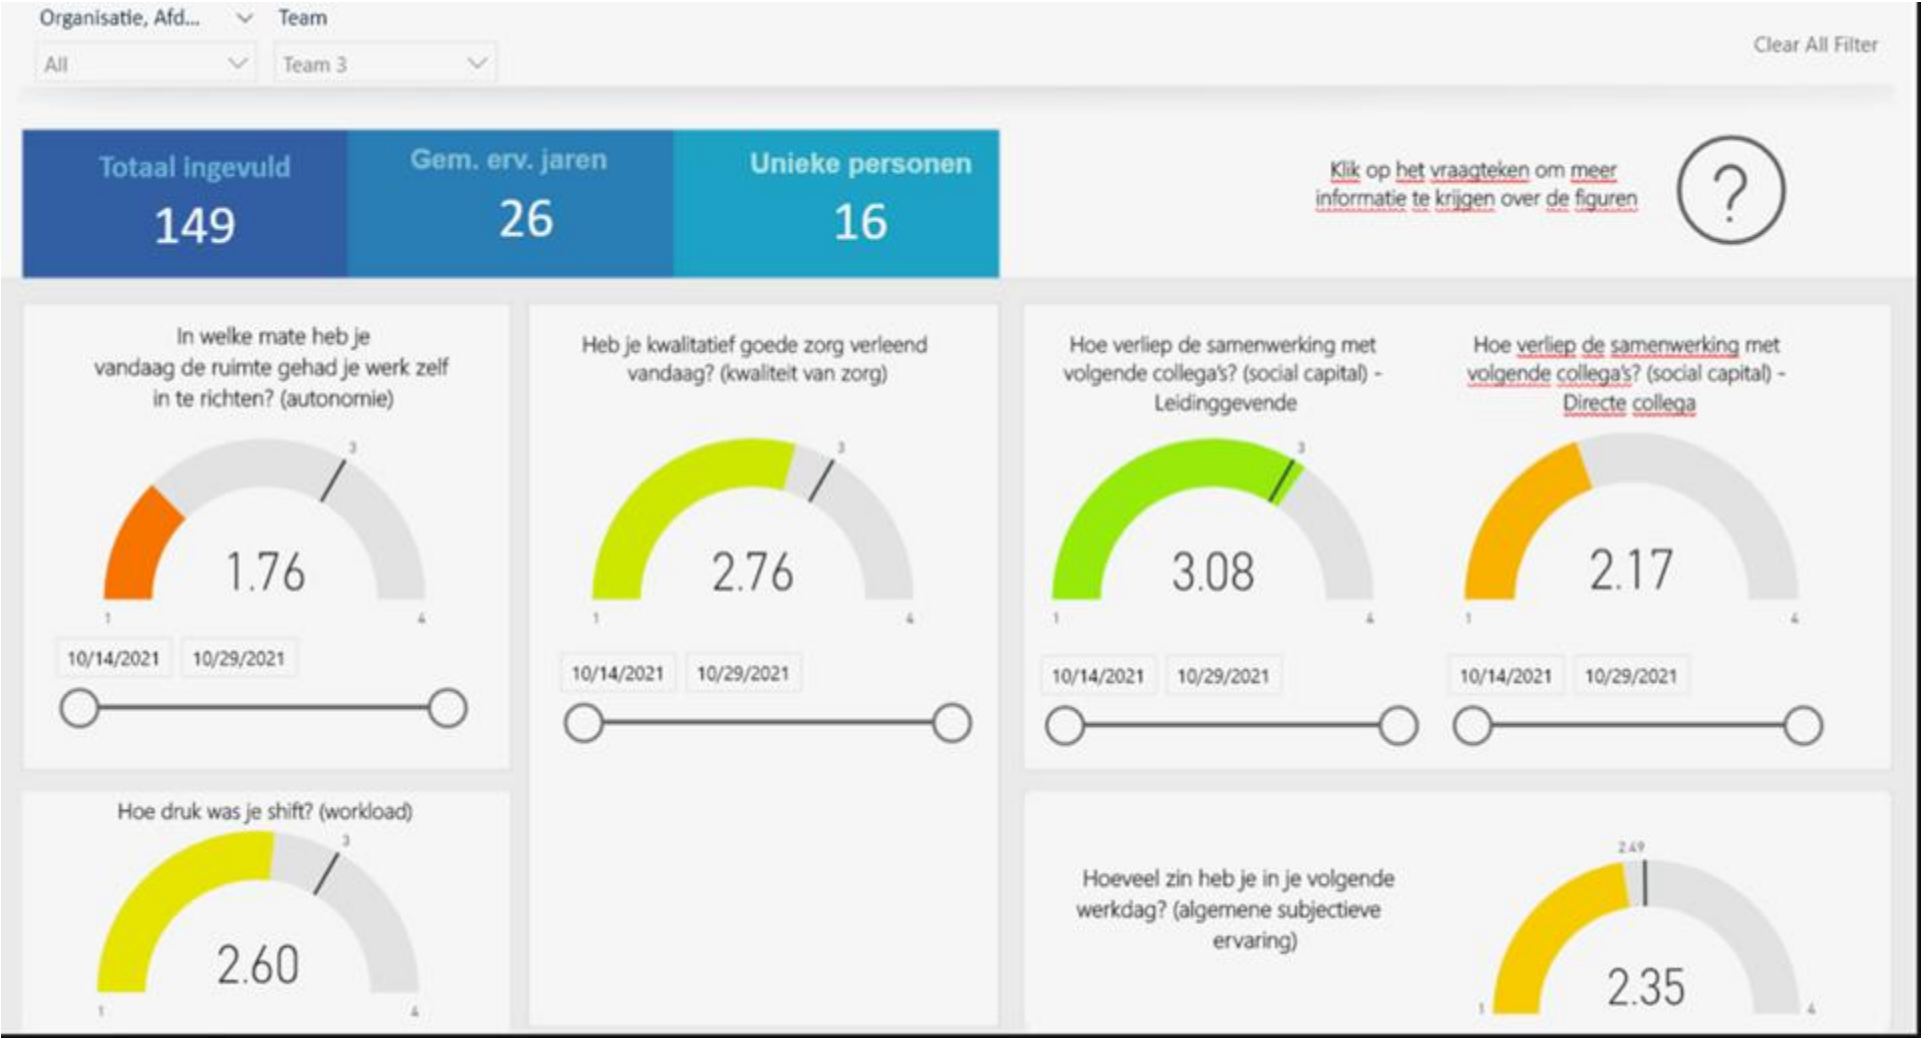 Organisatie, Afd... Team
All Team 3
Clear All Filter
Totaal ingevuld
149
Gem. erv. jaren
26
Unieke personen
16
Klik op het vraagteken om meer
informatie te krijgen over de figuren
?
In welke mate heb je
vandaag de ruimte gehad je werk zelf
in te richten? (autonomie)
3
1.76
1 4
10/14/2021 10/29/2021
Heb je kwalitatief goede zorg verleend
vandaag? (kwaliteit van zorg)
3
2.76
1 4
10/14/2021 10/29/2021
Hoe verliep de samenwerking met
volgende collega's? (social capital) -
Leidinggevende
3
3.08
1 4
10/14/2021 10/29/2021
Hoe verliep de samenwerking met
volgende collega's? (social capital) -
Directe collega
2.17
1 4
10/14/2021 10/29/2021
Hoe druk was je shift? (workload)
3
2.60
1 4
Hoeveel zin heb je in je volgende
werkdag? (algemene subjectieve
ervaring)
2.49
2.35
1 4